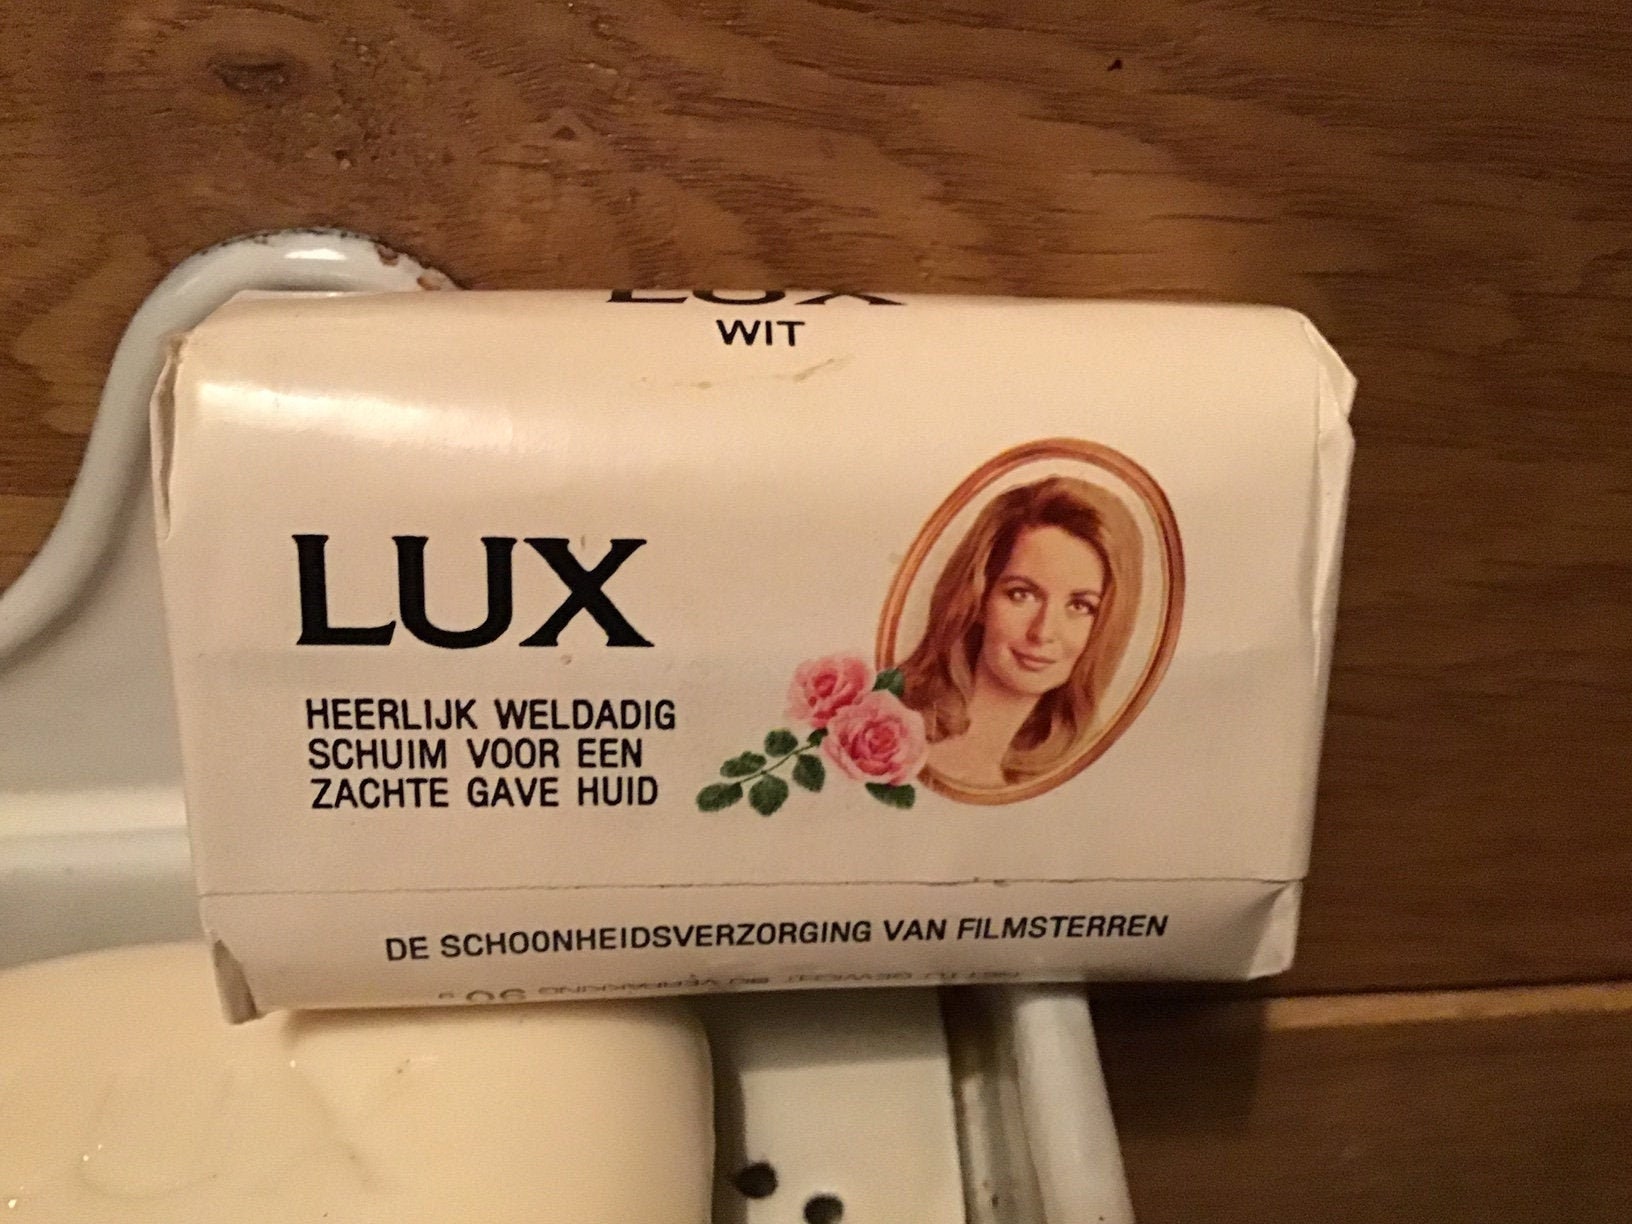 LUX
WIT
LUX
HEERLIJK WELDADIG
SCHUIM VOOR EEN
ZACHTE GAVE HUID
DE SCHOONHEIDSVERZORGING VAN FILMSTERREN